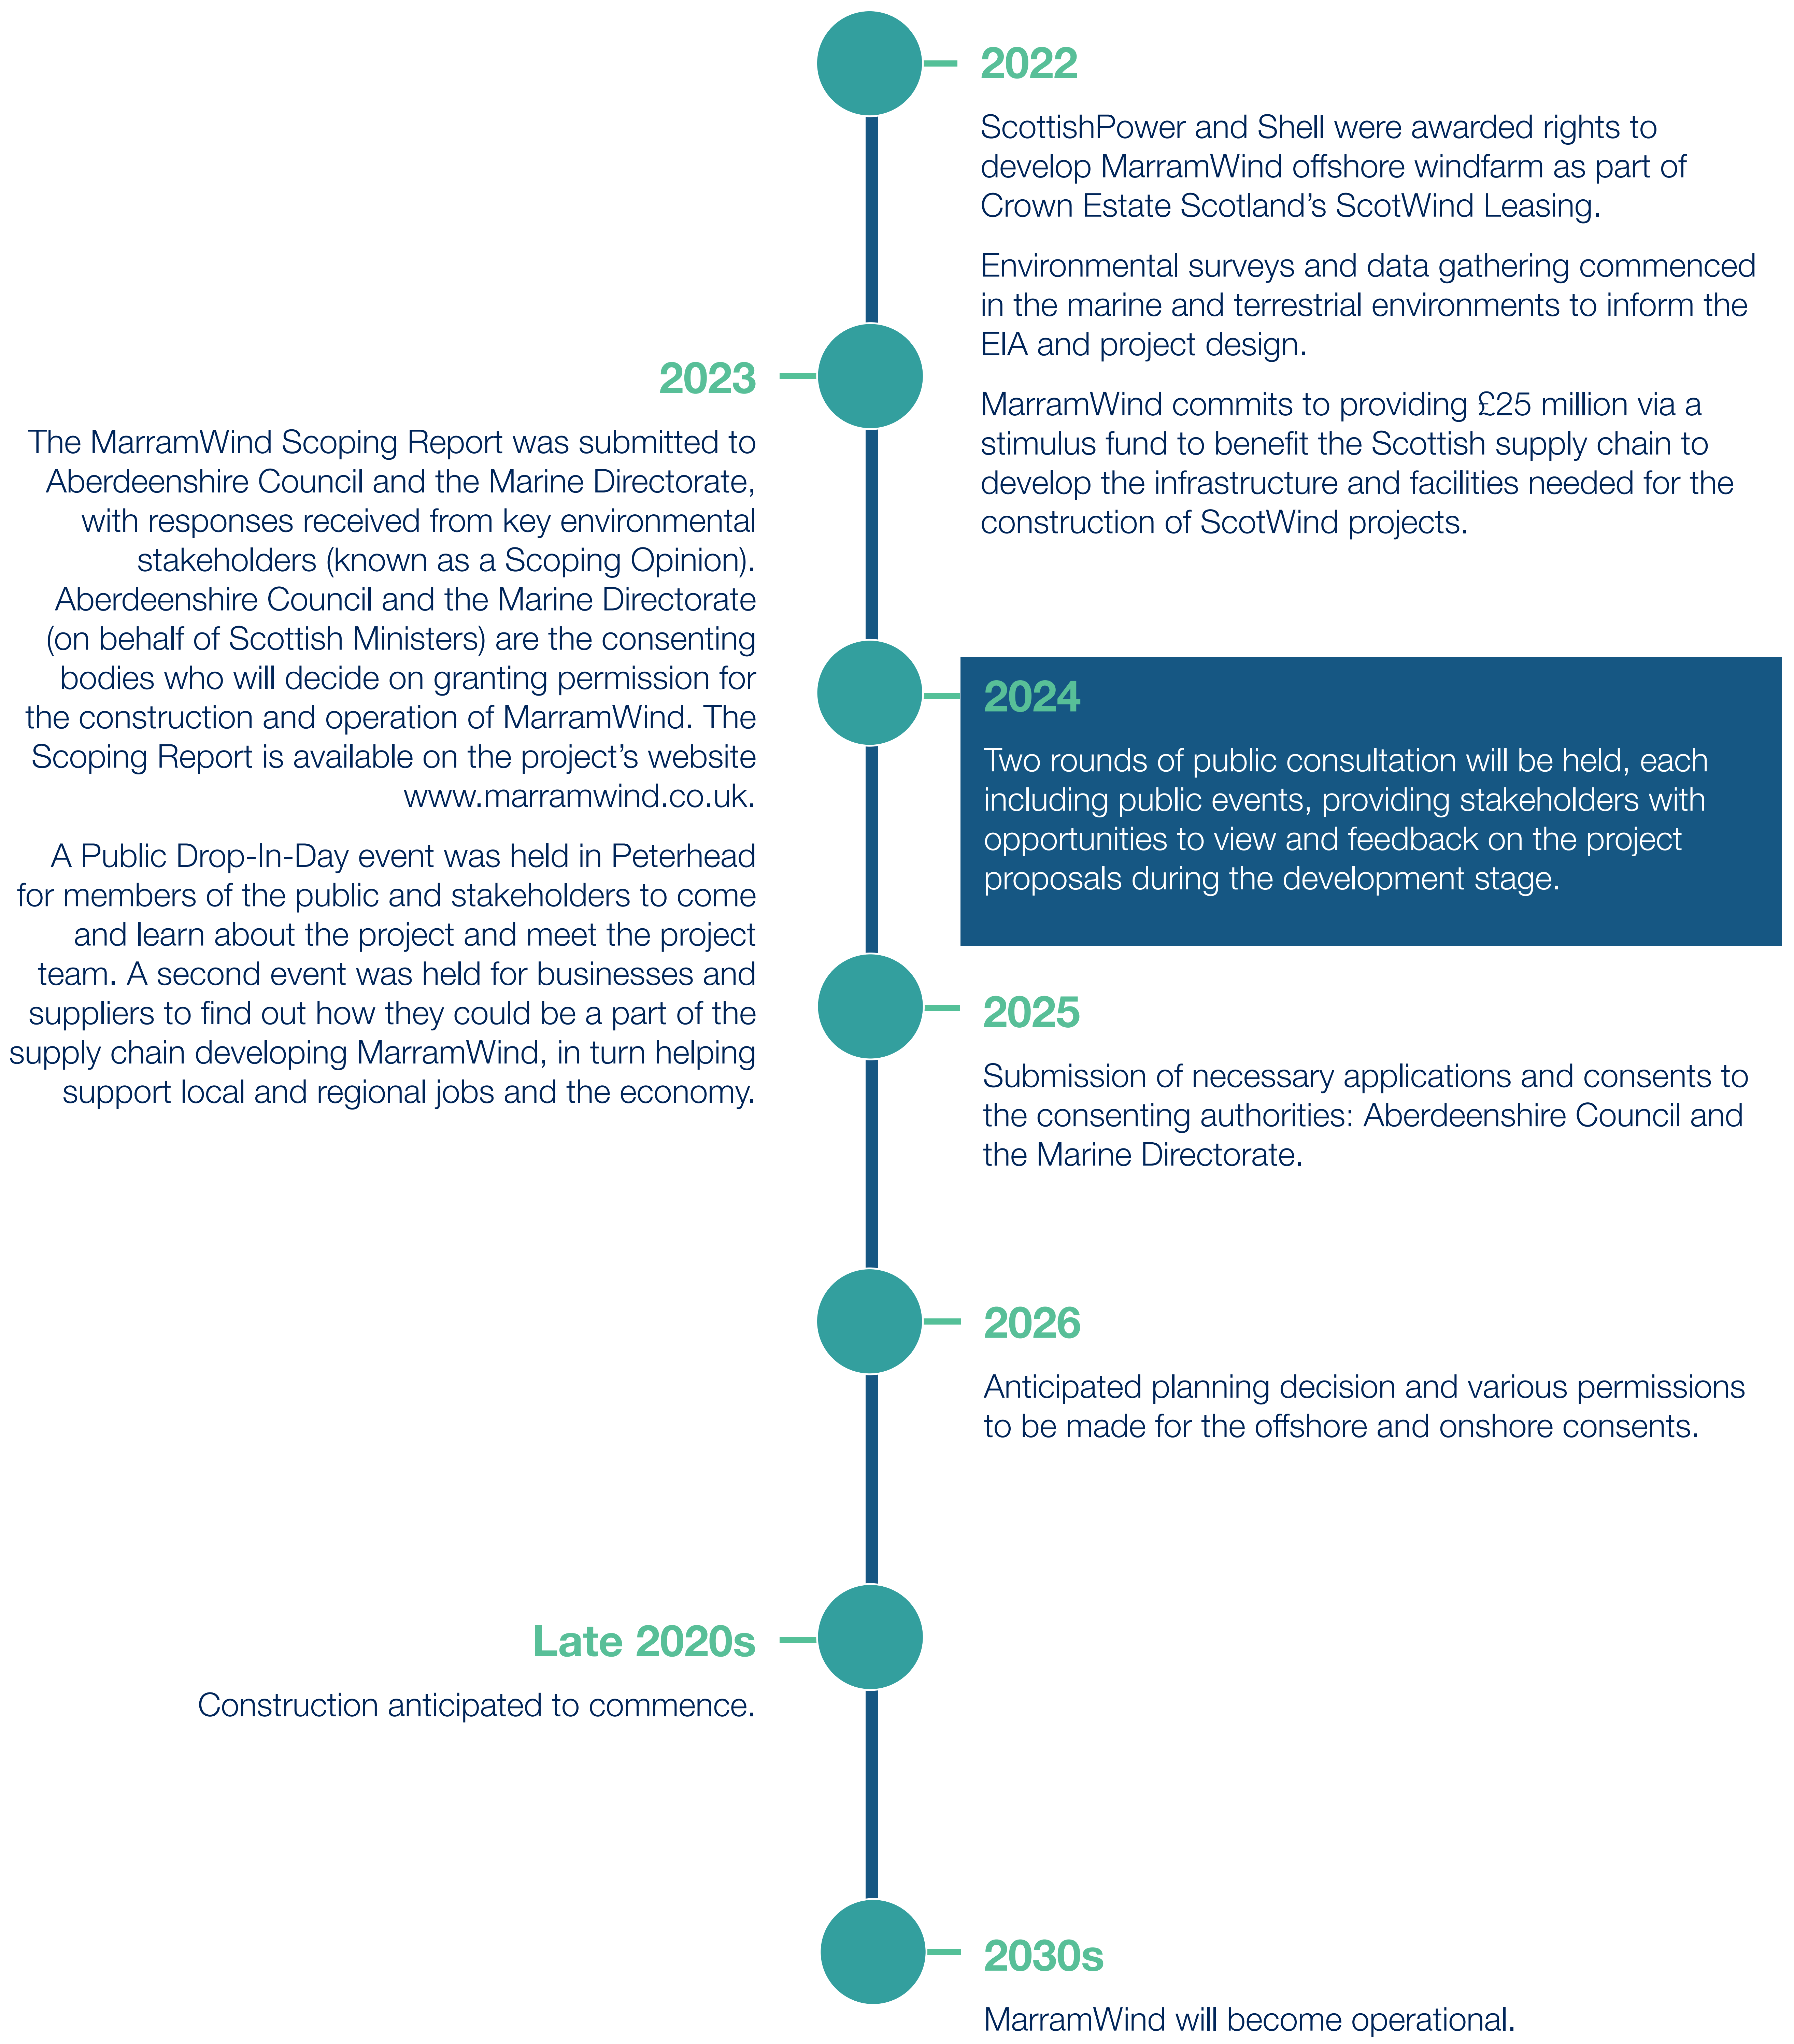 2022
ScottishPower and Shell were awarded rights to
develop MarramWind offshore windfarm as part of
Crown Estate Scotland’s ScotWind Leasing.
Environmental surveys and data gathering commenced
in the marine and terrestrial environments to inform the
EIA and project design.
MarramWind commits to providing £25 million via a
stimulus fund to benefit the Scottish supply chain to
develop the infrastructure and facilities needed for the
construction of ScotWind projects.
2023
The MarramWind Scoping Report was submitted to
Aberdeenshire Council and the Marine Directorate,
with responses received from key environmental
stakeholders (known as a Scoping Opinion).
Aberdeenshire Council and the Marine Directorate
(on behalf of Scottish Ministers) are the consenting
bodies who will decide on granting permission for
the construction and operation of MarramWind. The
Scoping Report is available on the project’s website
www.marramwind.co.uk.
A Public Drop-In-Day event was held in Peterhead
for members of the public and stakeholders to come
and learn about the project and meet the project
team. A second event was held for businesses and
suppliers to find out how they could be a part of the
supply chain developing MarramWind, in turn helping
support local and regional jobs and the economy.
2024
Two rounds of public consultation will be held, each
including public events, providing stakeholders with
opportunities to view and feedback on the project
proposals during the development stage.
2025
Submission of necessary applications and consents to
the consenting authorities: Aberdeenshire Council and
the Marine Directorate.
2026
Anticipated planning decision and various permissions
to be made for the offshore and onshore consents.
Late 2020s
Construction anticipated to commence.
2030s
MarramWind will become operational.